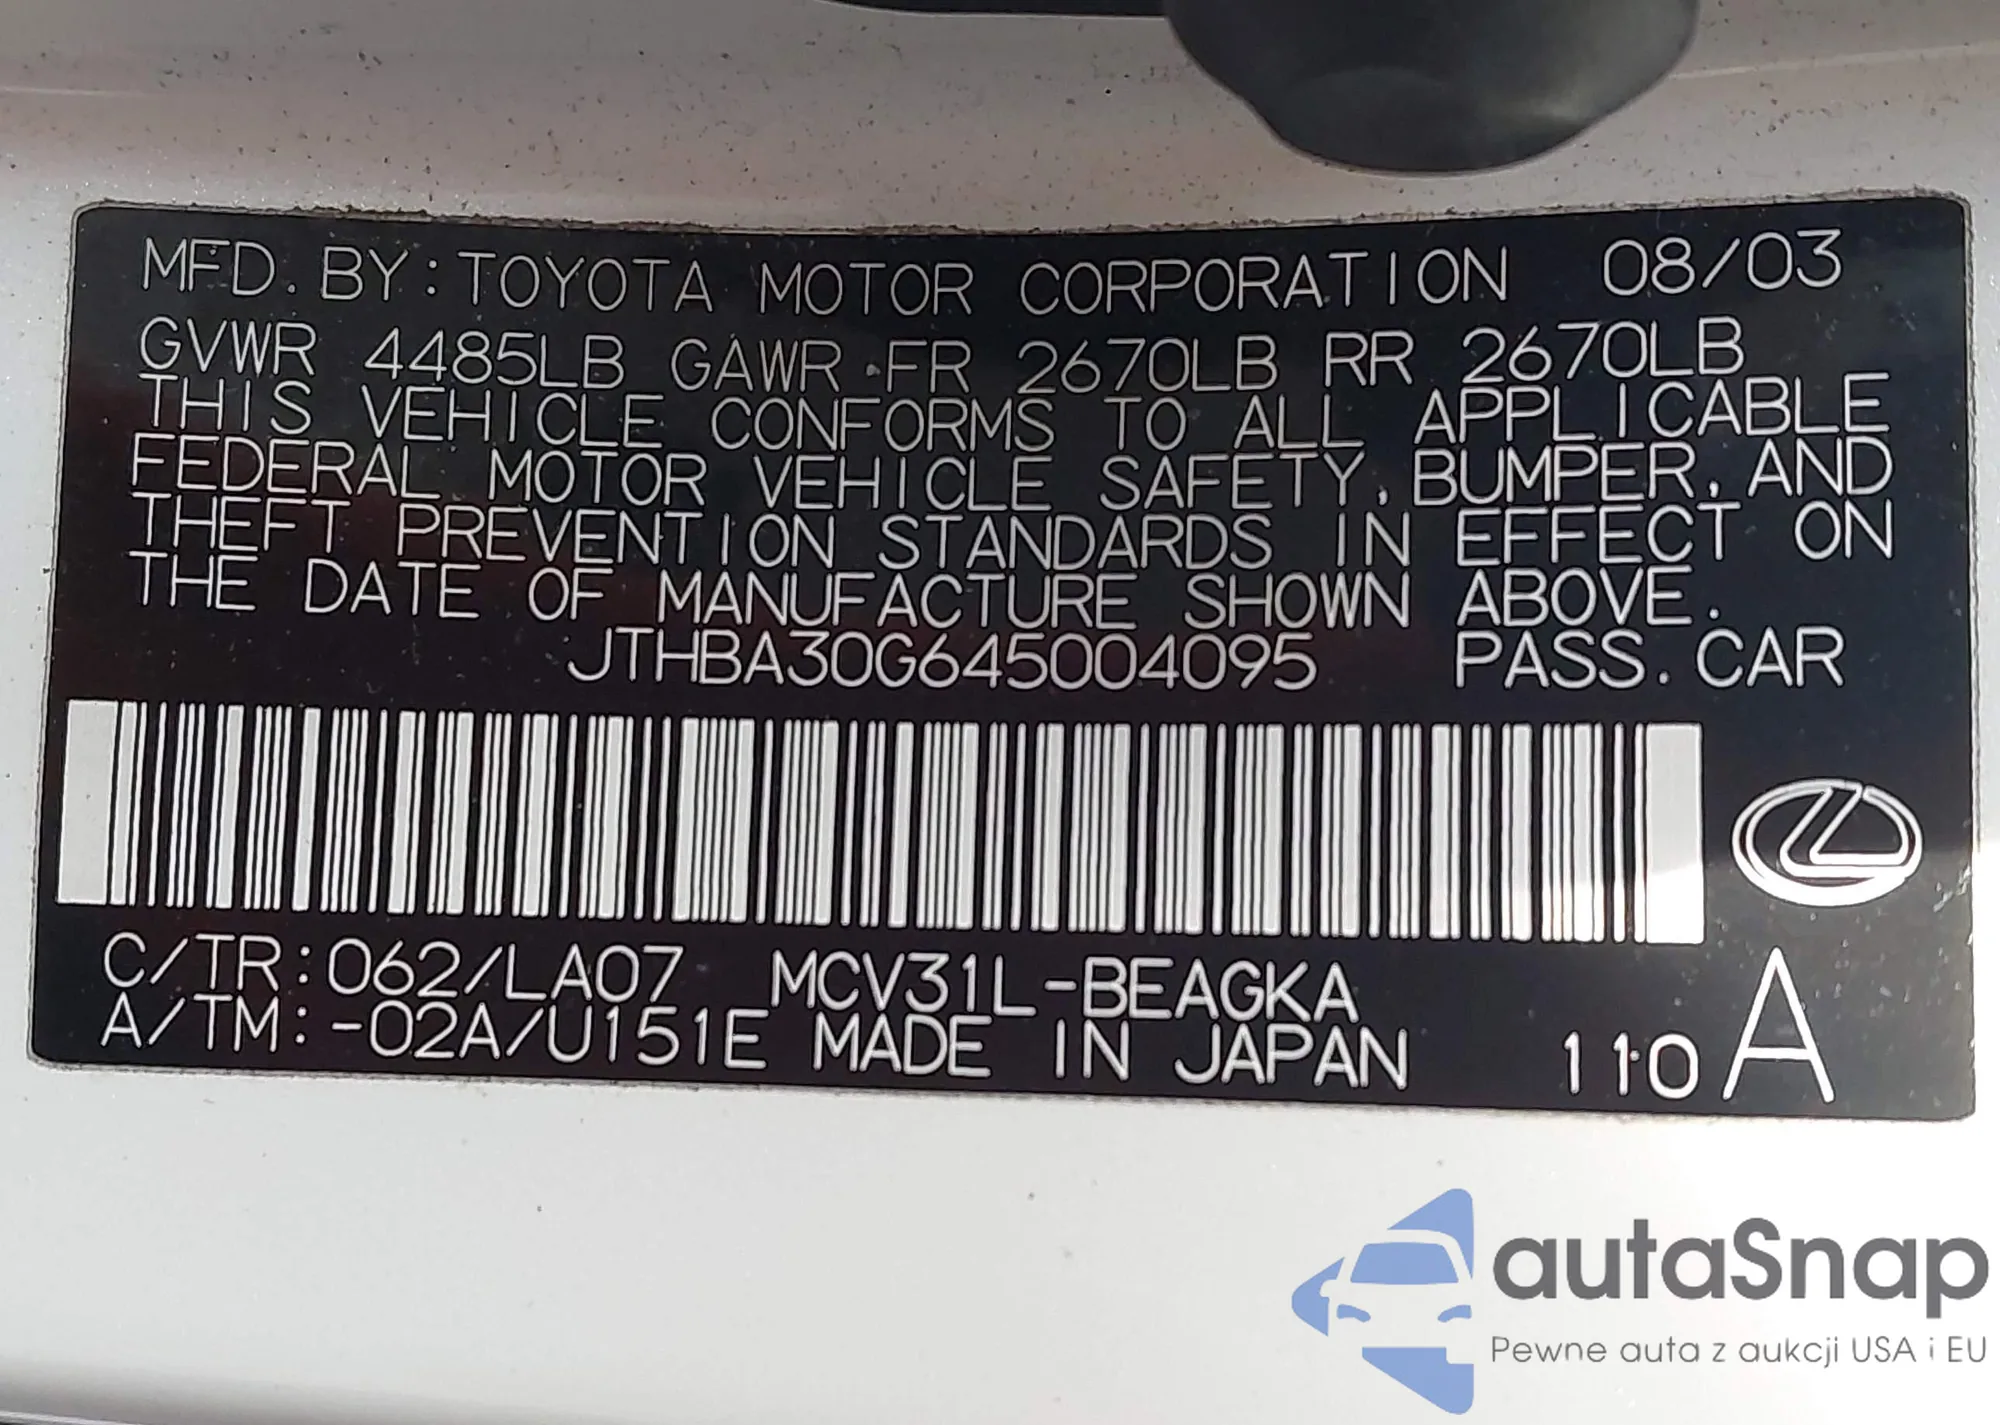 MFD. BY: TOYOTA MOTOR CORPORATION 08/03
GVWR 4485LB GAWR FR 2670LB RR 2670LB
THIS VEHICLE CONFORMS TO ALL APPLICABLE
FEDERAL MOTOR VEHICLE SAFETY, BUMPER, AND
THEFT PREVENTION STANDARDS IN EFFECT ON
THE DATE OF MANUFACTURE SHOWN ABOVE.
JTHBA30G645004095 PASS. CAR
C/TR: 062/LA07 MCV31L-BEAGKA
A/TM: -02A/U151E MADE IN JAPAN 110 A
autaSnap
Pewne auta z aukcji USA i EU